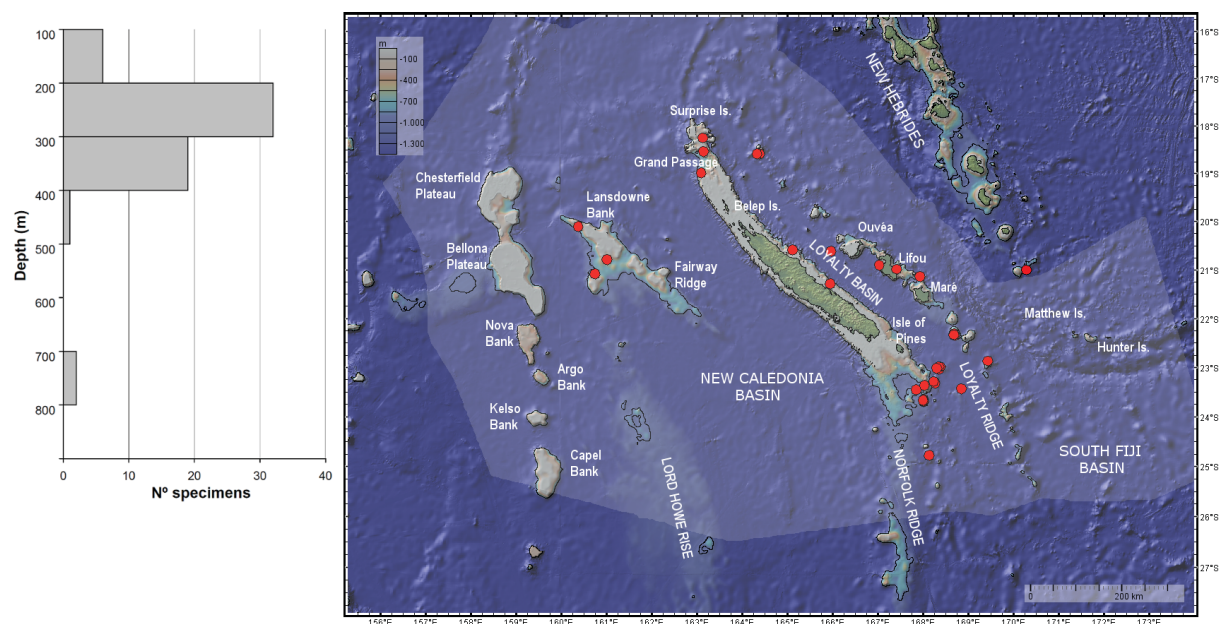 100
200
300
400
500
600
700
800
Depth (m)
0
10
20
30
40
Nº specimens
m
-100
-400
-700
-1.000
-1.300
Surprise Is.
Grand Passage
Chesterfield
Plateau
Lansdowne
Bank
Belep Is.
Bellona
Plateau
Fairway
Ridge
Ouvéa
Lifou
Maré
LOYALTY BASIN
NEW HEBRIDES
Nova
Bank
Argo
Bank
Kelso
Bank
Capel
Bank
NEW CALEDONIA
BASIN
Isle of
Pines
Matthew Is.
Hunter Is.
LOYALTY RIDGE
SOUTH FIJI
BASIN
LORD HOWE RISE
NORFOLK RIDGE
0
200 km
16°S
17°S
18°S
19°S
20°S
21°S
22°S
23°S
24°S
25°S
26°S
27°S
156°E
157°E
158°E
159°E
160°E
161°E
162°E
163°E
164°E
165°E
166°E
167°E
168°E
169°E
170°E
171°E
172°E
173°E